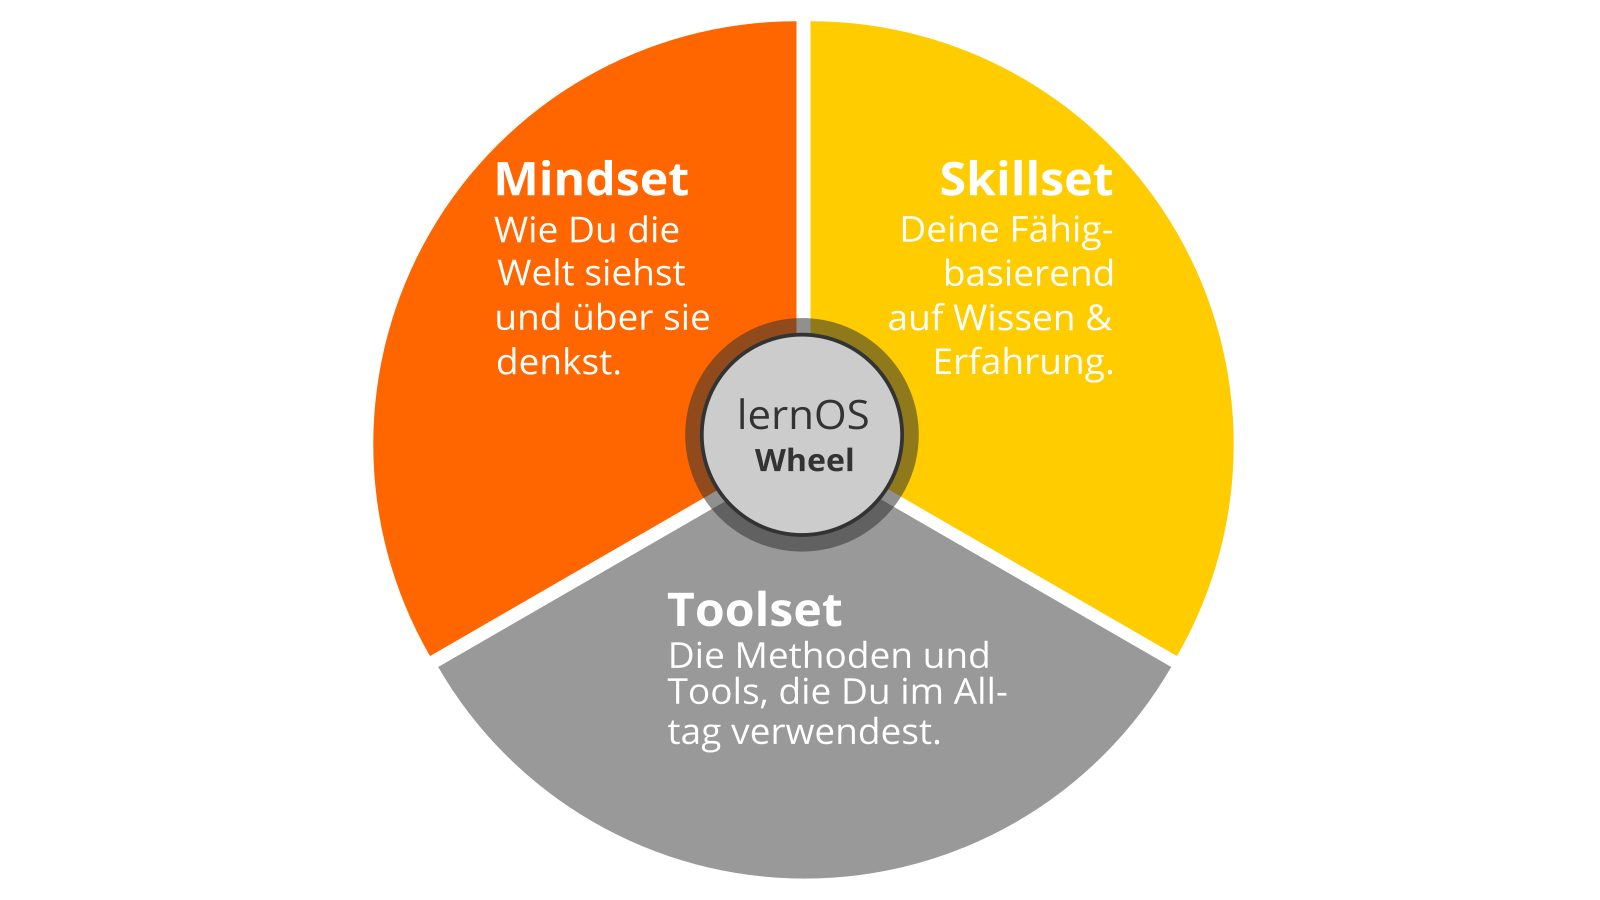 Mindset
Wie Du die
Welt siehst
und über sie
denkst.
Skillset
Deine Fähig-
basierend
auf Wissen &
Erfahrung.
lernOS
Wheel
Toolset
Die Methoden und
Tools, die Du im All-
tag verwendest.